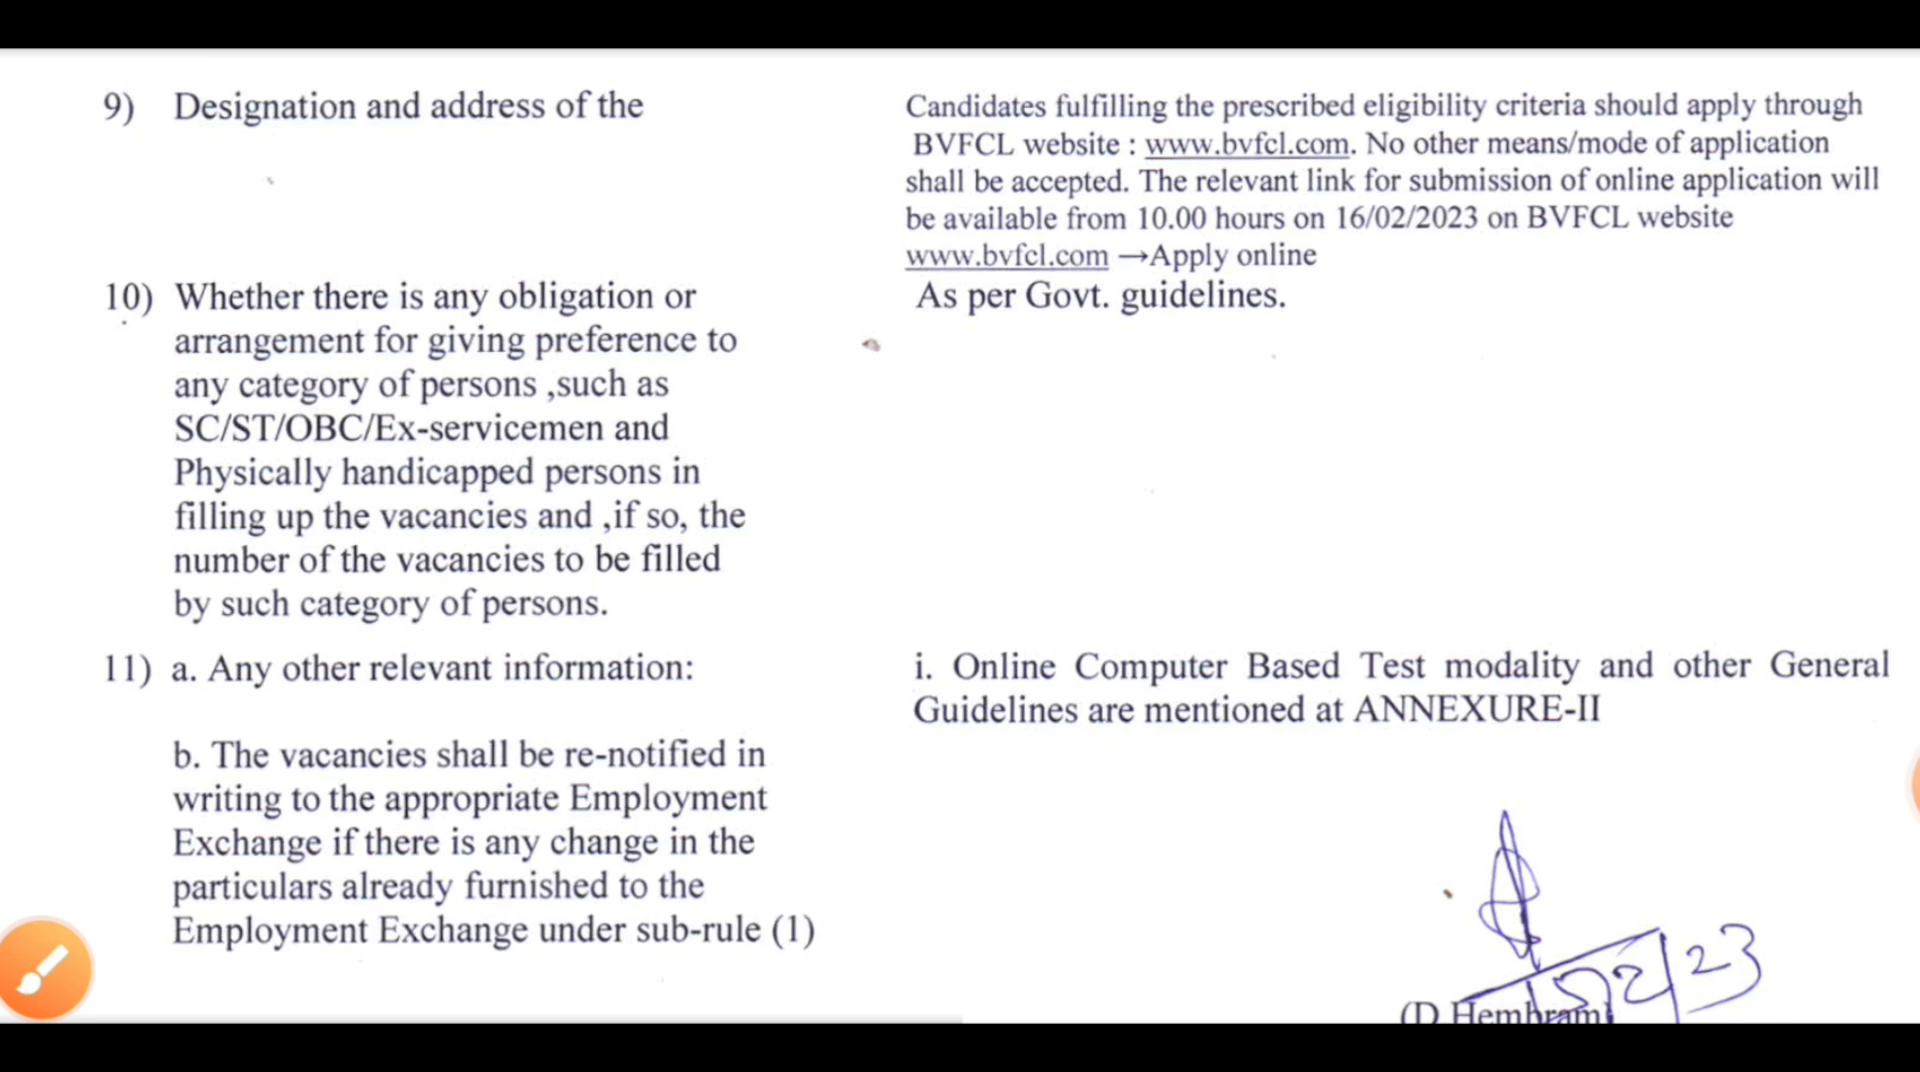 9) Designation and address of the
Candidates fulfilling the prescribed eligibility criteria should apply through
BVFCL website : www.bvfcl.com. No other means/mode of application
shall be accepted. The relevant link for submission of online application will
be available from 10.00 hours on 16/02/2023 on BVFCL website
www.bvfcl.com →Apply online
10) Whether there is any obligation or
arrangement for giving preference to
any category of persons ,such as
SC/ST/OBC/Ex-servicemen and
Physically handicapped persons in
filling up the vacancies and ,if so, the
number of the vacancies to be filled
by such category of persons.
As per Govt. guidelines.
11) a. Any other relevant information:
b. The vacancies shall be re-notified in
writing to the appropriate Employment
Exchange if there is any change in the
particulars already furnished to the
Employment Exchange under sub-rule (1)
i. Online Computer Based Test modality and other General
Guidelines are mentioned at ANNEXURE-II
15/02/23
(D Hembram)